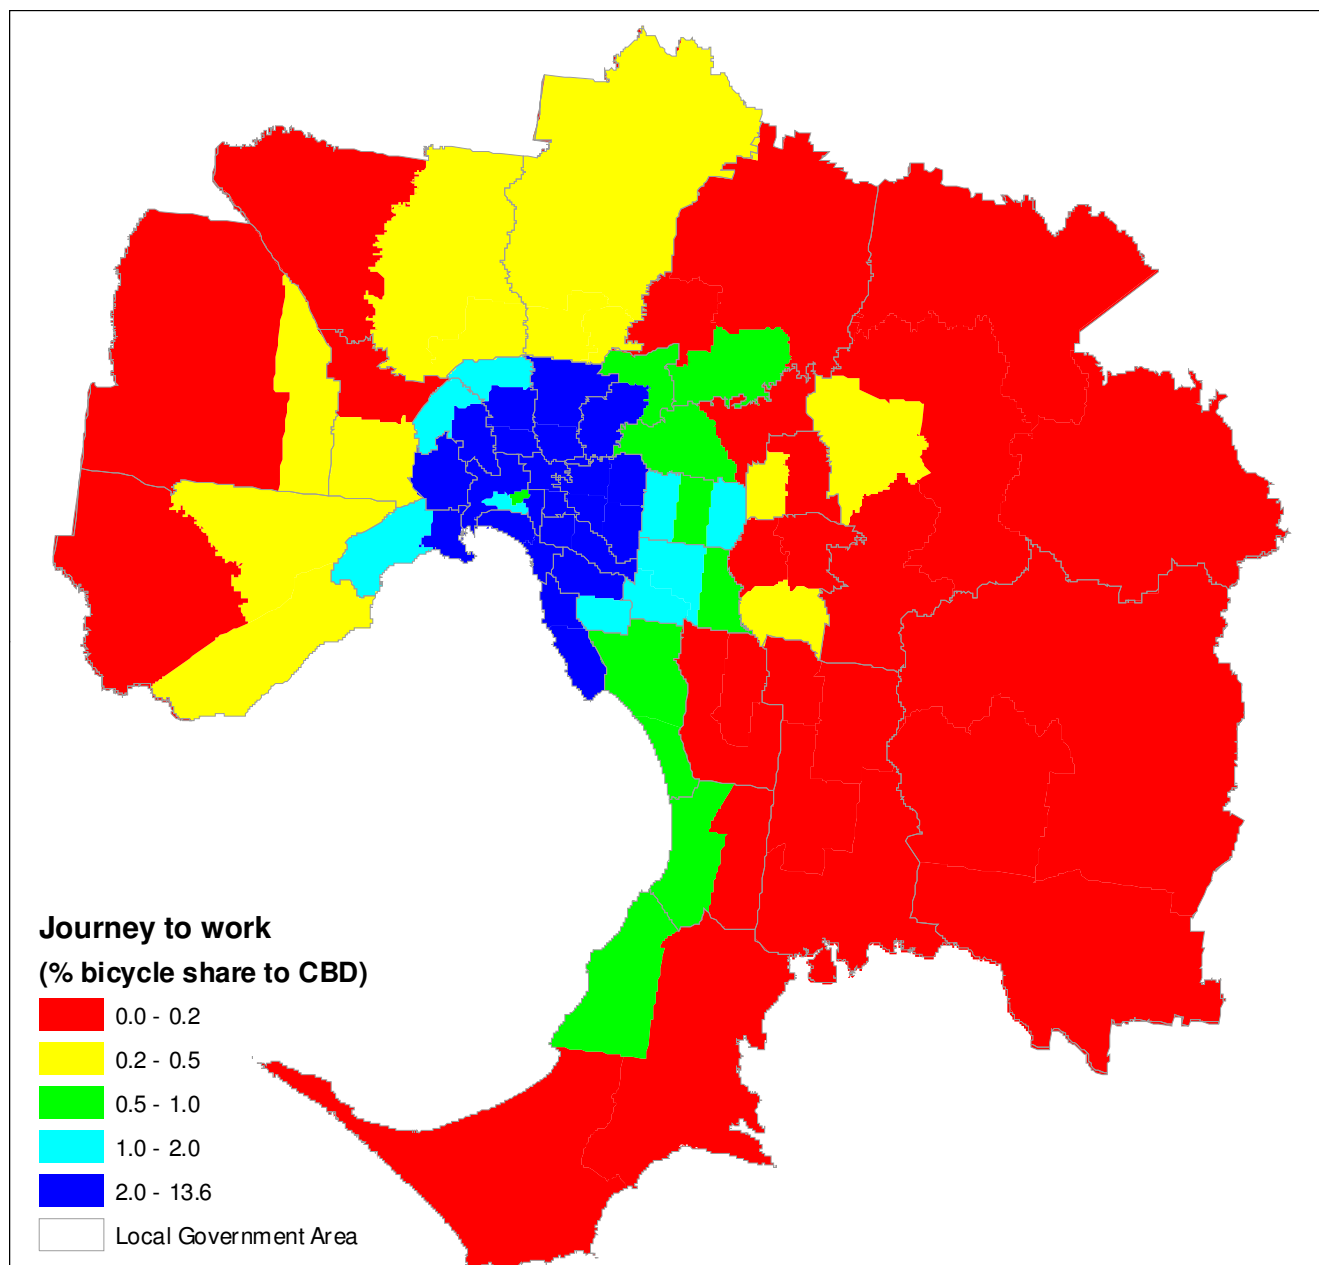 Journey to work
(% bicycle share to CBD)
0.0 - 0.2
0.2 - 0.5
0.5 - 1.0
1.0 - 2.0
2.0 - 13.6
Local Government Area